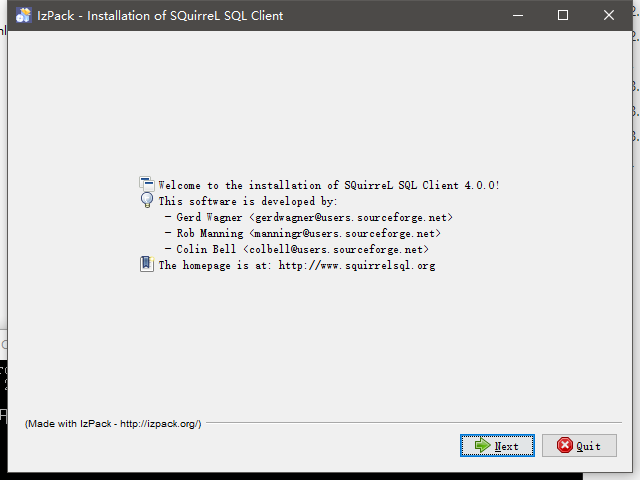 IzPack - Installation of SQuirreL SQL Client
Welcome to the installation of SQuirreL SQL Client 4.0.0!
This software is developed by:
- Gerd Wagner <gerdwagner@users.sourceforge.net>
- Rob Manning <manningr@users.sourceforge.net>
- Colin Bell <colbell@users.sourceforge.net>
The homepage is at: http://www.squirrelsql.org
(Made with IzPack - http://izpack.org/)
Next
Quit